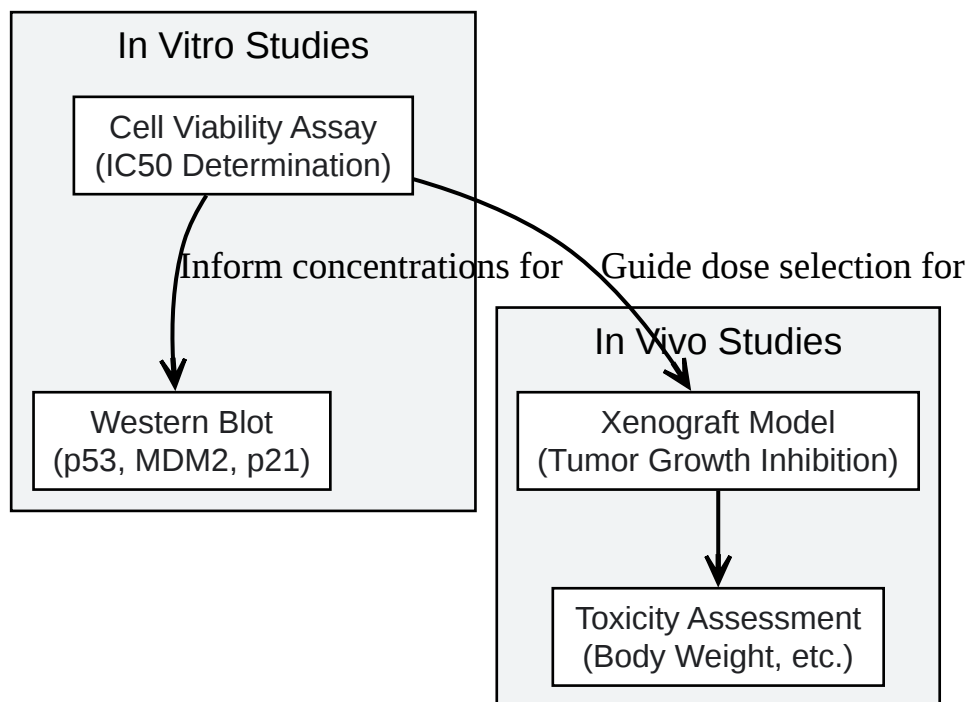 In Vitro Studies
Cell Viability Assay
(IC50 Determination)
Inform concentrations for
Guide dose selection for
In Vivo Studies
Western Blot
(p53, MDM2, p21)
Xenograft Model
(Tumor Growth Inhibition)
Toxicity Assessment
(Body Weight, etc.)